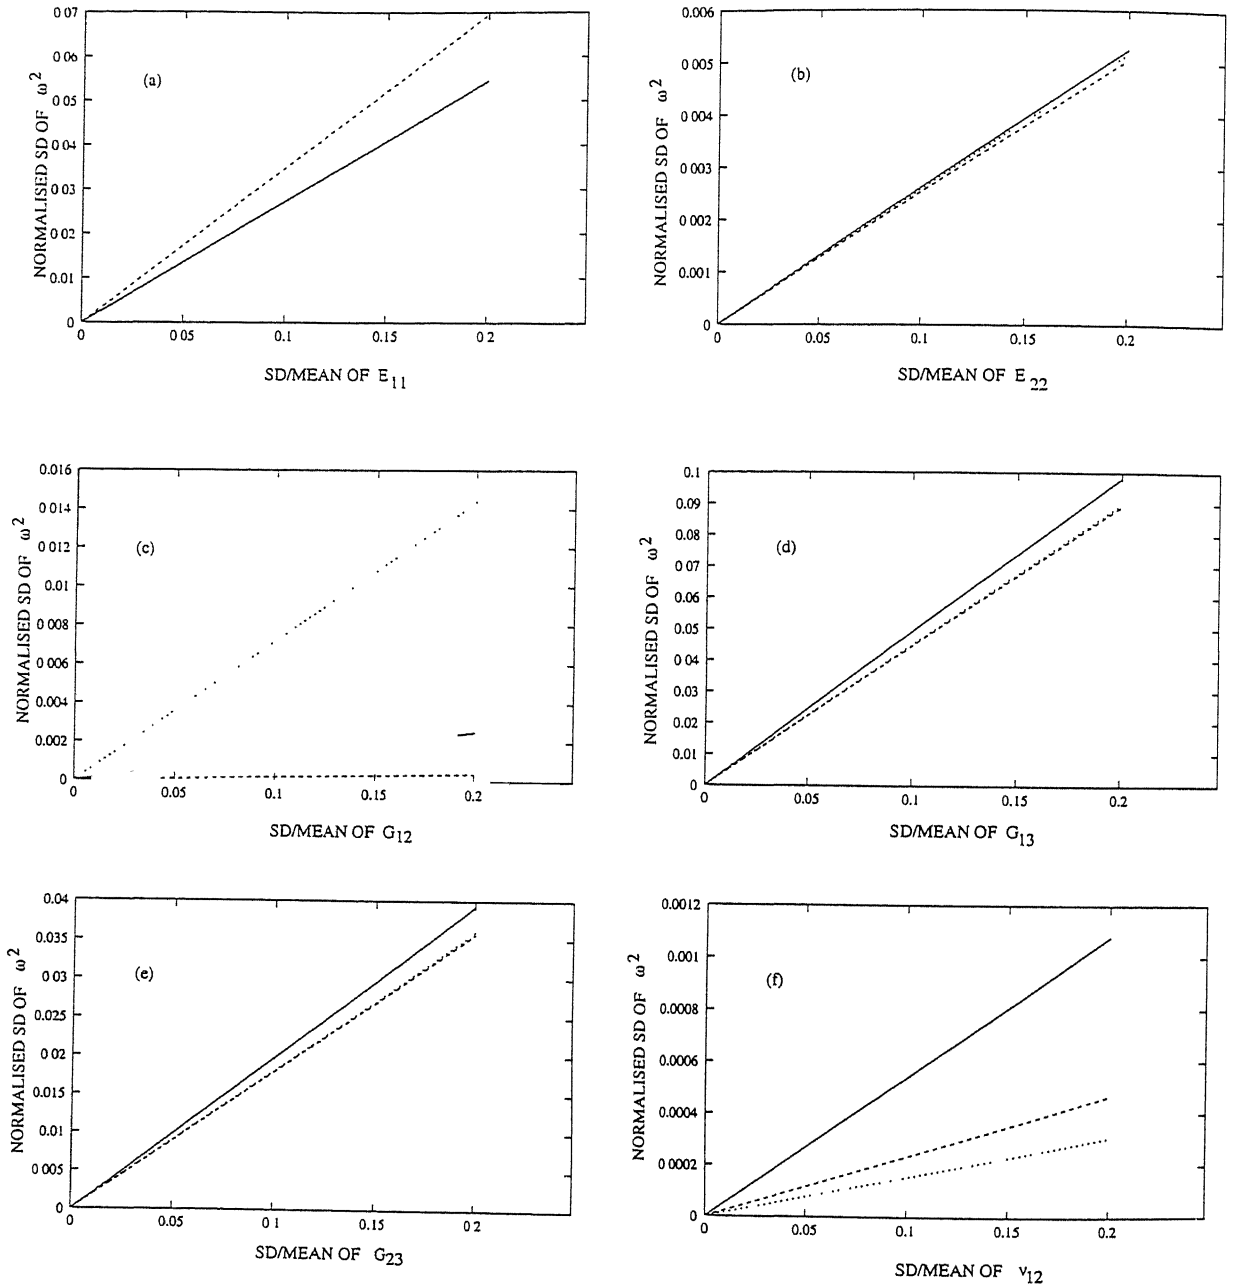 0.07
0 06
0.05
0.04
0 03
0 02
0.01
0
NORMALISED SD OF ω2
(a)
0 0 05 0.1 0.15 0 2
SD/MEAN OF E11
0.006
0.005
0.004
0.003
0.002
0.001
0
NORMALISED SD OF ω2
(b)
0 0.05 0.1 0.15 0.2
SD/MEAN OF E22
0.016
0.014
0 012
0.01
0 008
0 006
0.004
0.002
0
NORMALISED SD OF ω2
(c)
0 0.05 0.1 0.15 0.2
SD/MEAN OF G12
0.1
0.09
0.08
0.07
0.06
0.05
0.04
0.03
0.02
0.01
0
NORMALISED SD OF ω2
(d)
0 0.05 0.1 0.15 0.2
SD/MEAN OF G13
0.04
0.035
0 03
0.025
0 02
0.015
0.01
0 005
0
NORMALISED SD OF ω2
(e)
0 0.05 0.1 0.15 0 2
SD/MEAN OF G23
0.0012
0.001
0.0008
0.0006
0.0004
0 0002
0
NORMALISED SD OF ω2
(f)
0 0.05 0.1 0.15 0.2
SD/MEAN OF ν12